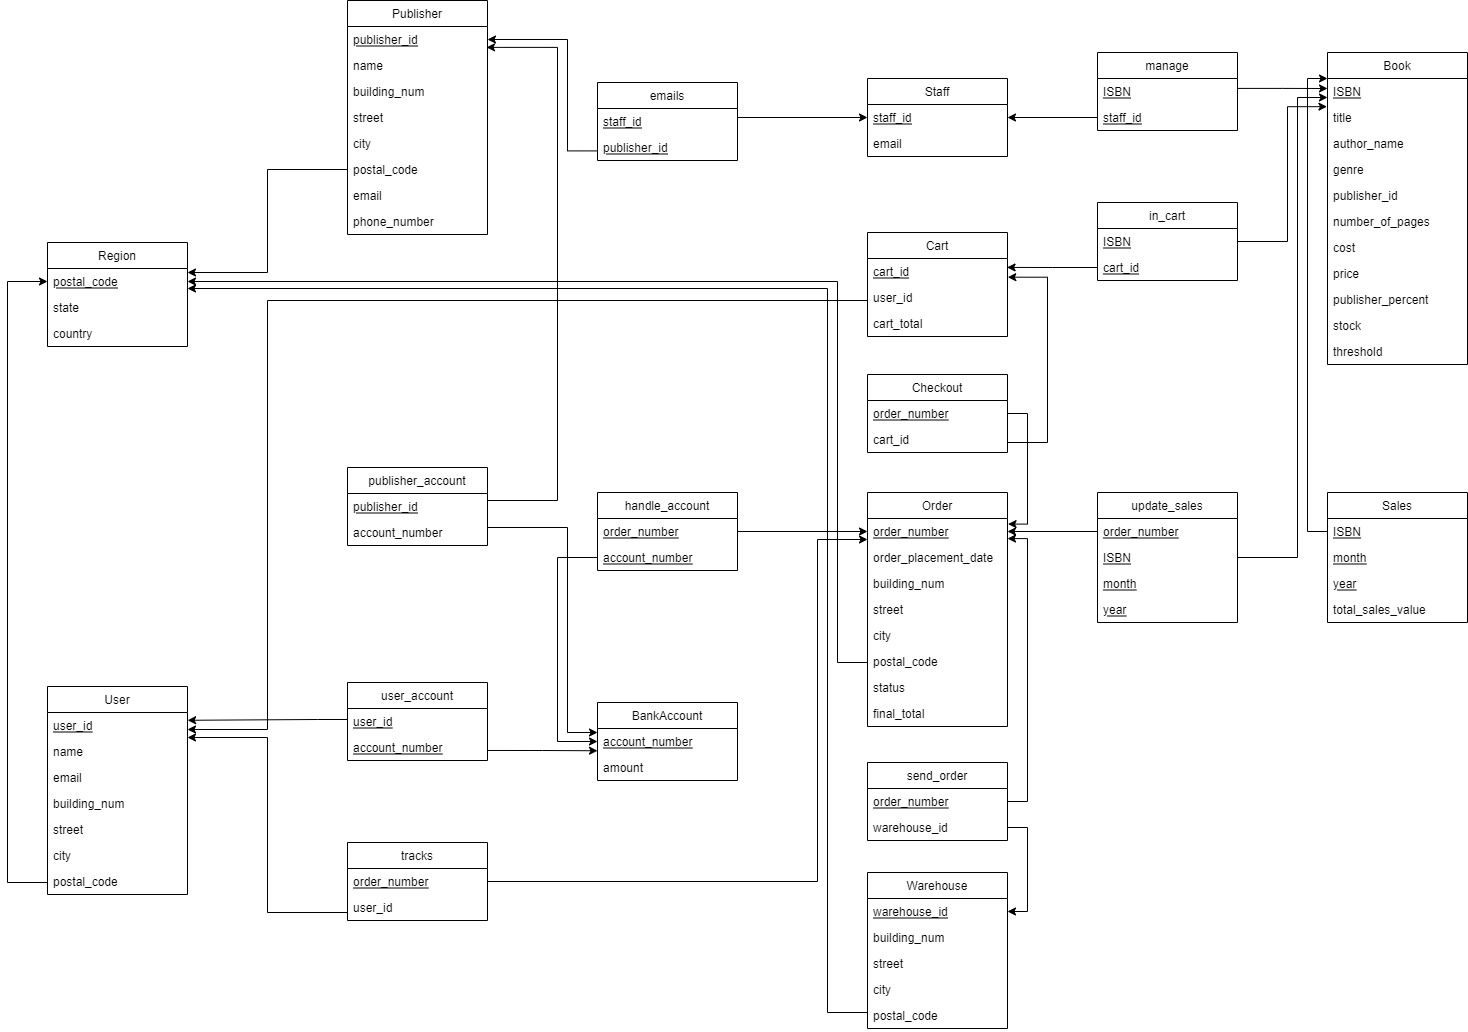 Publisher
publisher_id
name
building_num
street
city
postal_code
email
phone_number
emails
staff_id
publisher_id
Staff
staff_id
email
manage
ISBN
staff_id
Book
ISBN
title
author_name
genre
publisher_id
number_of_pages
cost
price
publisher_percent
stock
threshold
Region
postal_code
state
country
Cart
cart_id
user_id
cart_total
in_cart
ISBN
cart_id
Checkout
order_number
cart_id
publisher_account
publisher_id
account_number
handle_account
order_number
account_number
Order
order_number
order_placement_date
building_num
street
city
postal_code
status
final_total
update_sales
order_number
ISBN
month
year
Sales
ISBN
month
year
total_sales_value
User
user_id
name
email
building_num
street
city
postal_code
user_account
user_id
account_number
BankAccount
account_number
amount
tracks
order_number
user_id
send_order
order_number
warehouse_id
Warehouse
warehouse_id
building_num
street
city
postal_code